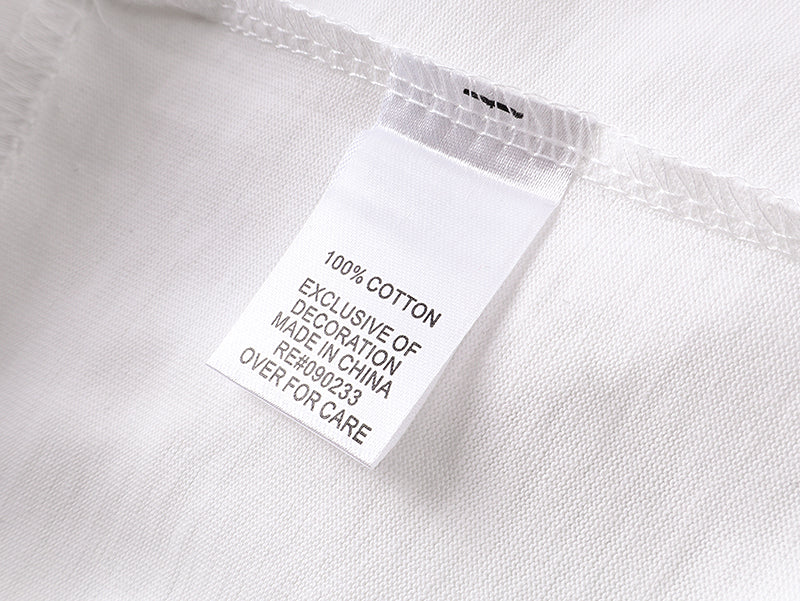 100% COTTON
EXCLUSIVE OF
DECORATION
MADE IN CHINA
RE#090233
OVER FOR CARE